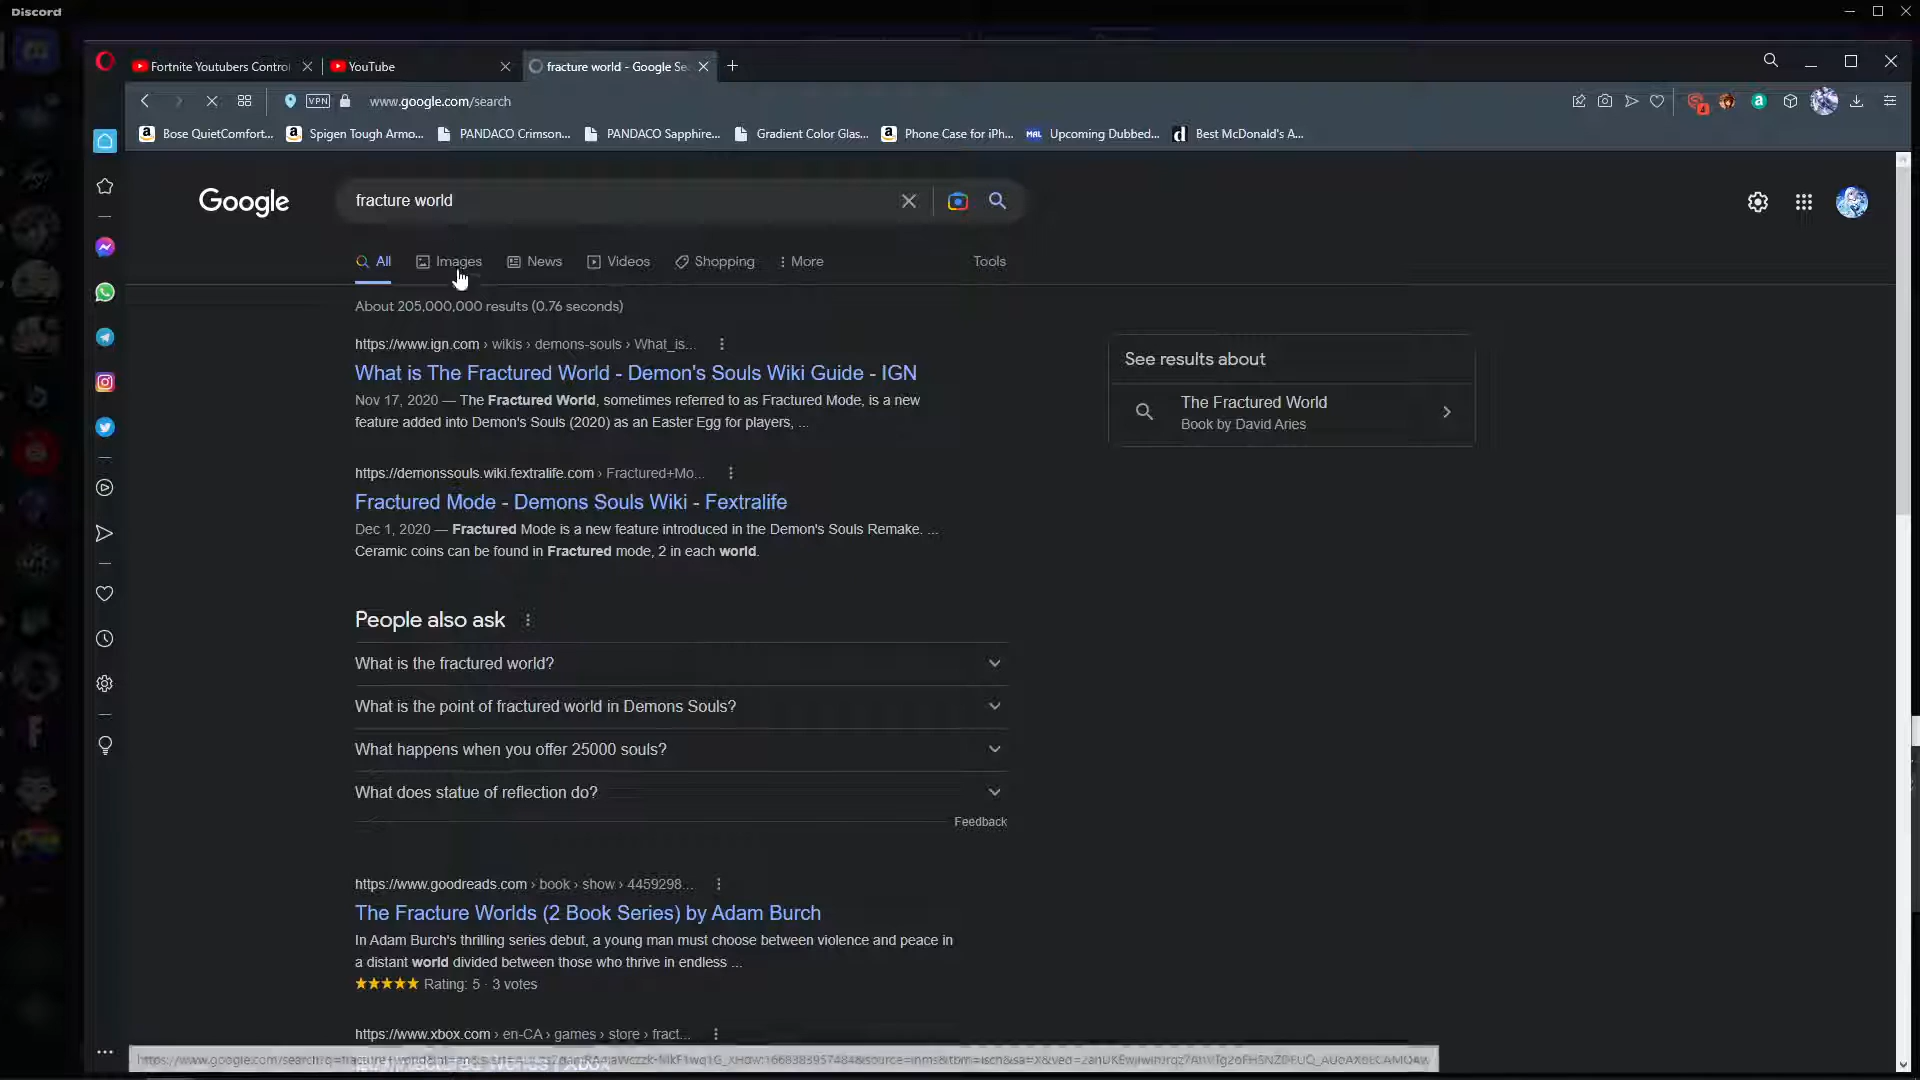 Discord
Fortnite Youtubers Contro
YouTube
fracture world - Google Se
VPN
www.google.com/search
4
Bose QuietComfort...
Spigen Tough Armo...
PANDACO Crimson...
PANDACO Sapphire...
Gradient Color Glas...
Phone Case for iPh...
MAL
Upcoming Dubbed...
Best McDonald's A...
Google
fracture world
All
Images
News
Videos
Shopping
More
Tools
About 205,000,000 results (0.76 seconds)
https://www.ign.com › wikis › demons-souls › What_is...
What is The Fractured World - Demon's Souls Wiki Guide - IGN
Nov 17, 2020 — The Fractured World, sometimes referred to as Fractured Mode, is a new
feature added into Demon's Souls (2020) as an Easter Egg for players, ...
See results about
The Fractured World
Book by David Aries
https://demonssouls.wiki.fextralife.com › Fractured+Mo...
Fractured Mode - Demons Souls Wiki - Fextralife
Dec 1, 2020 — Fractured Mode is a new feature introduced in the Demon's Souls Remake. ...
Ceramic coins can be found in Fractured mode, 2 in each world.
People also ask
What is the fractured world?
What is the point of fractured world in Demons Souls?
What happens when you offer 25000 souls?
What does statue of reflection do?
Feedback
https://www.goodreads.com › book › show › 4459298...
The Fracture Worlds (2 Book Series) by Adam Burch
In Adam Burch's thrilling series debut, a young man must choose between violence and peace in
a distant world divided between those who thrive in endless ...
Rating: 5 · 3 votes
https://www.xbox.com › en-CA › games › store › fract...